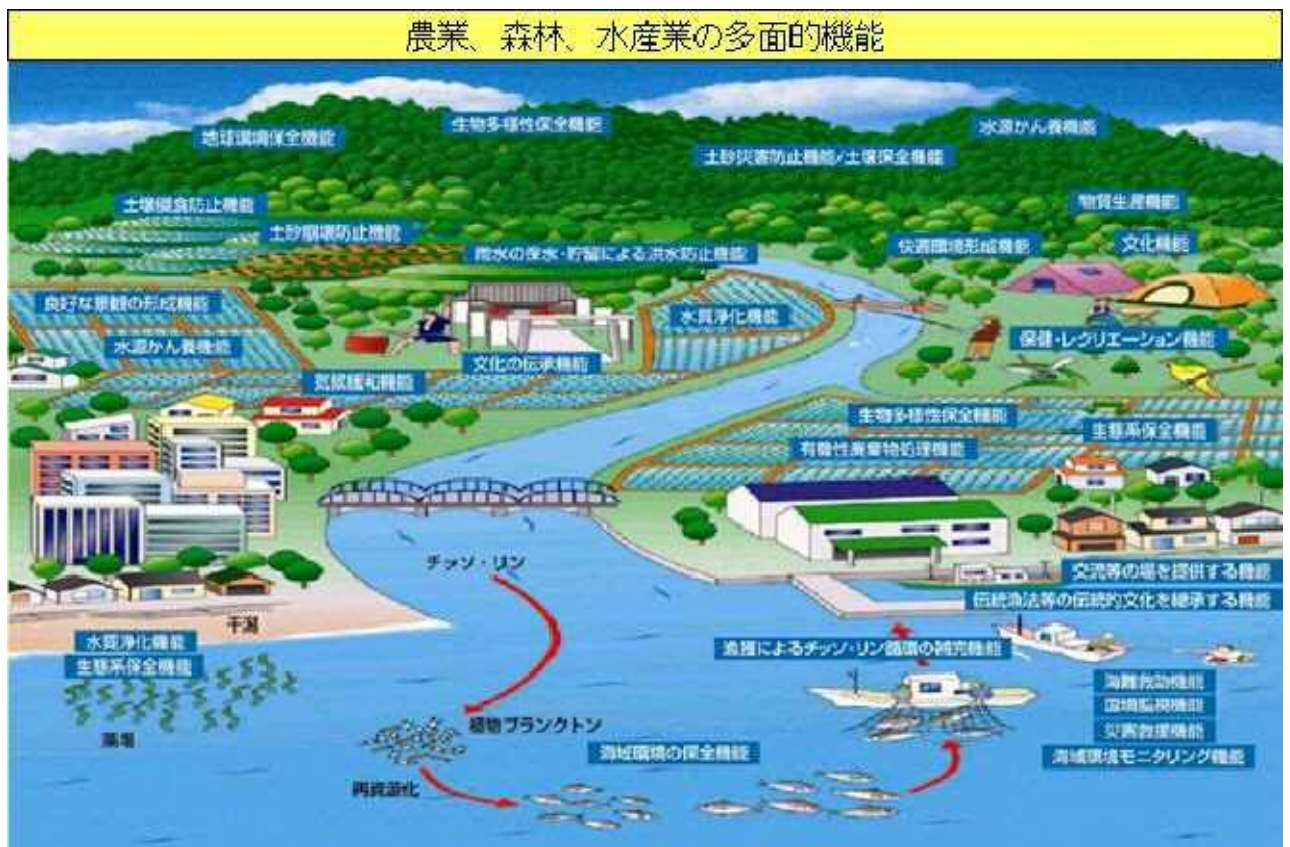 農業、森林、水産業の多面的機能
地球環境保全機能
生物多様性保全機能
水源かん養機能
土砂災害防止機能/土壌保全機能
土壌侵食防止機能
土砂崩壊防止機能
雨水の保水・貯留による洪水防止機能
快適環境形成機能
物質生産機能
文化機能
良好な景観の形成機能
水源かん養機能
水質浄化機能
文化の伝承機能
気候緩和機能
保健・レクリエーション機能
生物多様性保全機能
生態系保全機能
有機性廃棄物処理機能
チッソ・リン
交流等の場を提供する機能
伝統漁法等の伝統的文化を継承する機能
干潟
水質浄化機能
生態系保全機能
漁獲によるチッソ・リン循環の補完機能
海難救助機能
国境監視機能
災害救援機能
海域環境モニタリング機能
藻場
植物プランクトン
海域環境の保全機能
再資源化